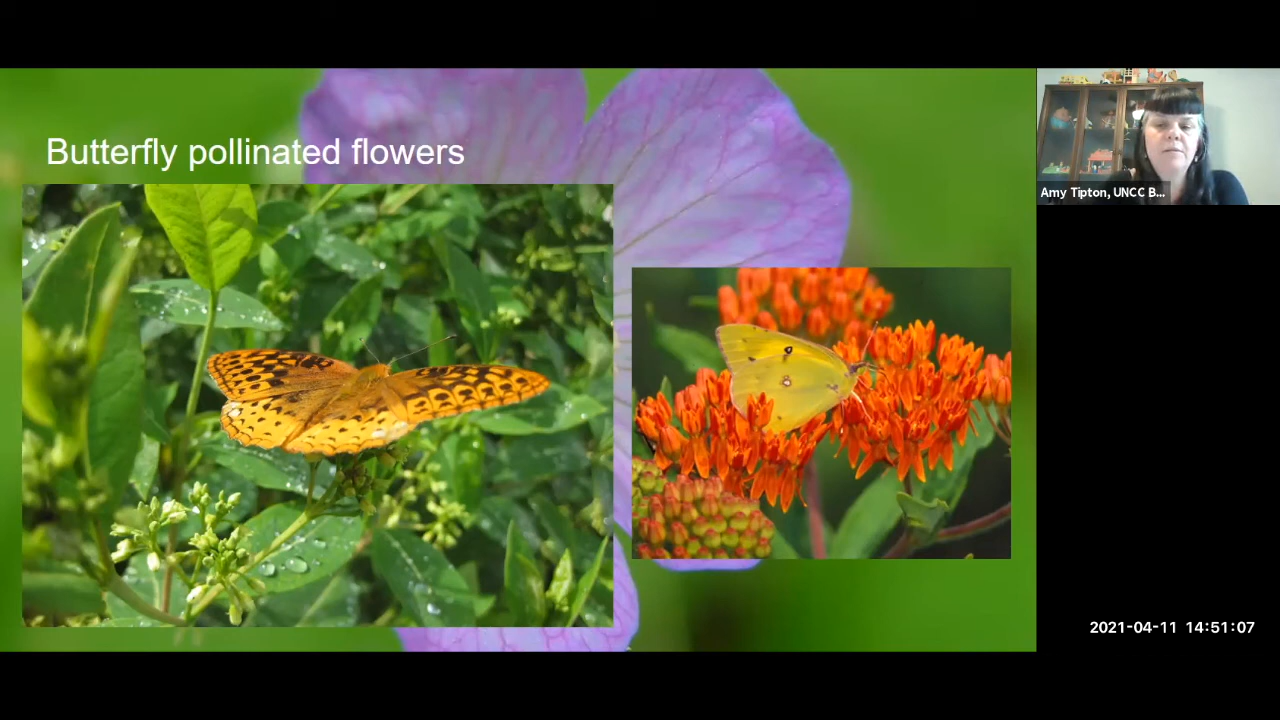 Butterfly pollinated flowers
Amy Tipton, UNCC B...
2021-04-11 14:51:07